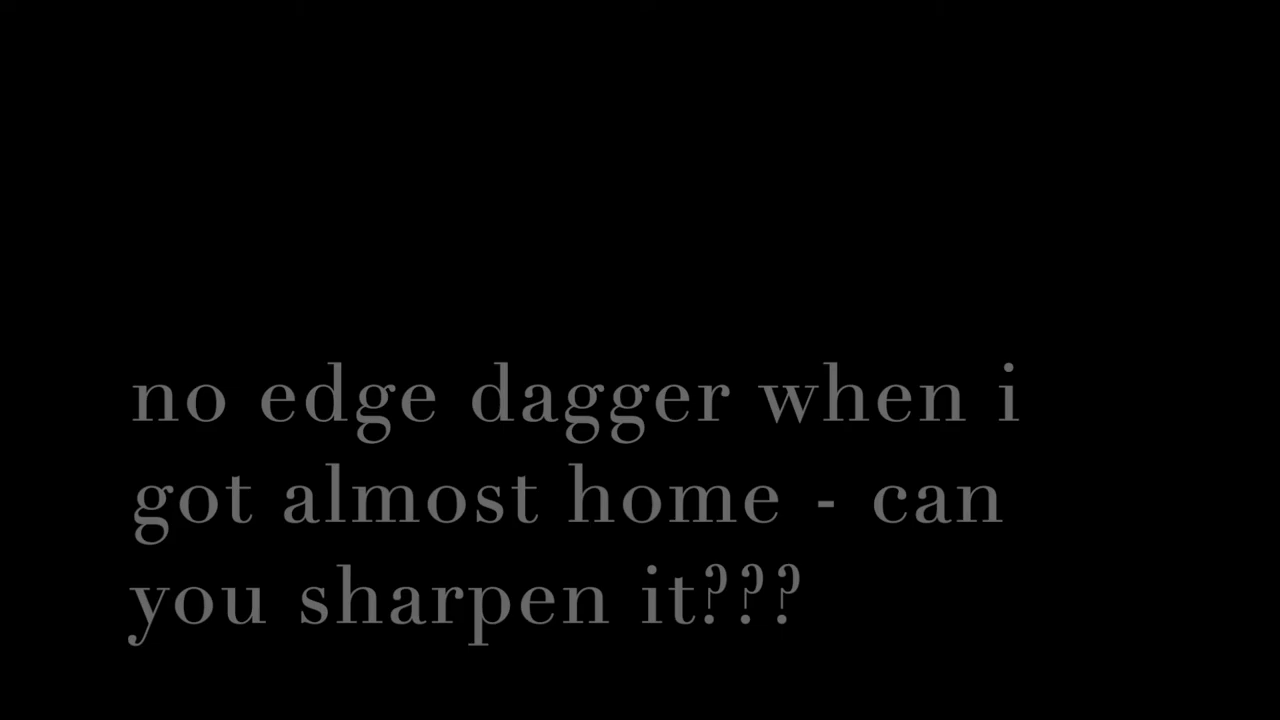 no edge dagger when i
got almost home - can
you sharpen it???